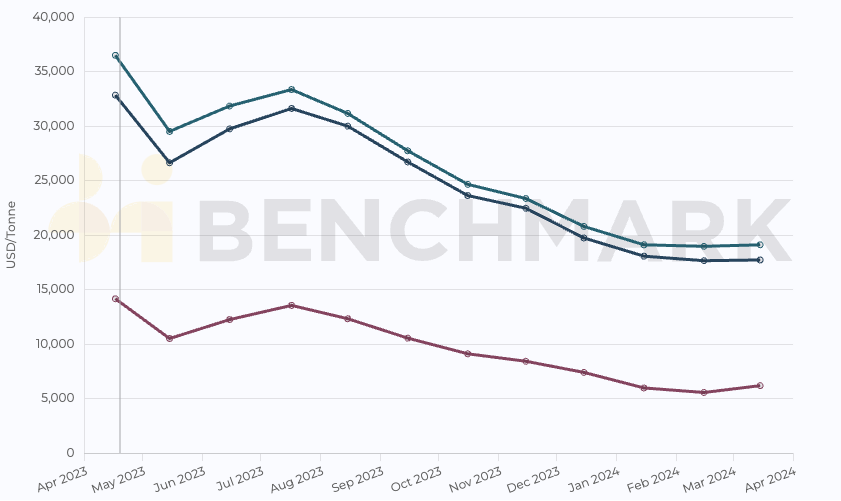 40,000
35,000
30,000
25,000
20,000
15,000
10,000
5,000
0
USD/Tonne
BENCHMARK
Apr 2023
May 2023
Jun 2023
Jul 2023
Aug 2023
Sep 2023
Oct 2023
Nov 2023
Dec 2023
Jan 2024
Feb 2024
Mar 2024
Apr 2024